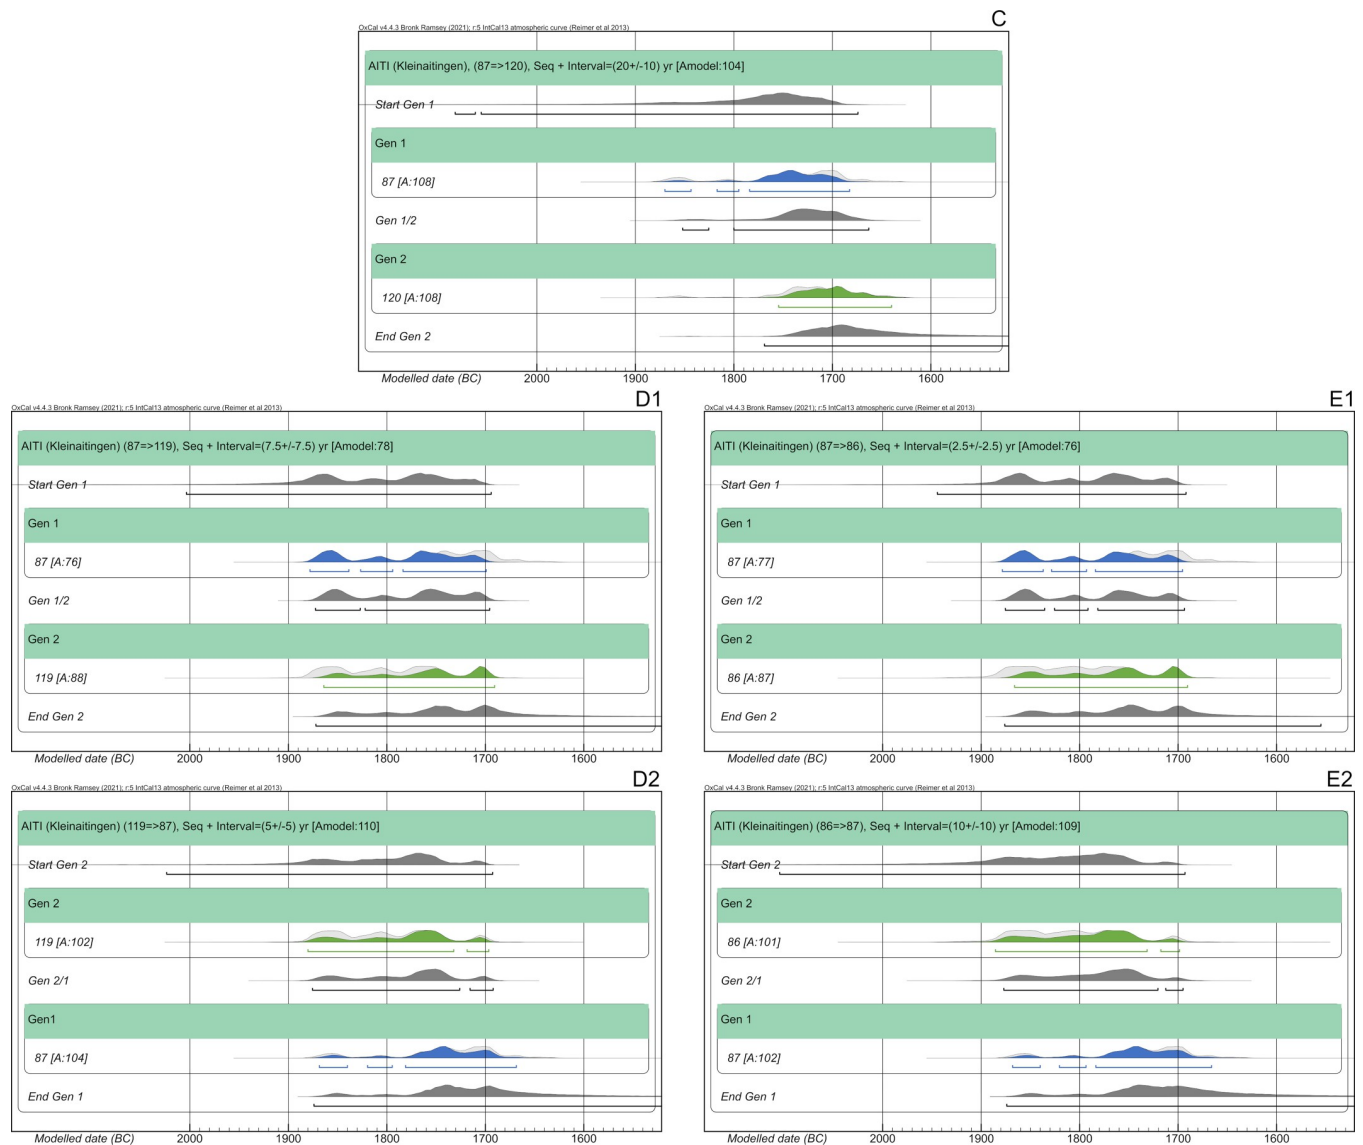 C
OxCal v4.4.3 Bronk Ramsey (2021); r:5 IntCal13 atmospheric curve (Reimer et al 2013)
AITI (Kleinaitingen), (87=>120), Seq + Interval=(20+/-10) yr [Amodel:104]
Start Gen 1
Gen 1
87 [A:108]
Gen 1/2
Gen 2
120 [A:108]
End Gen 2
2000 1900 1800 1700 1600
Modelled date (BC)
D1
OxCal v4.4.3 Bronk Ramsey (2021); r:5 IntCal13 atmospheric curve (Reimer et al 2013)
AITI (Kleinaitingen) (87=>119), Seq + Interval=(7.5+/-7.5) yr [Amodel:78]
Start Gen 1
Gen 1
87 [A:76]
Gen 1/2
Gen 2
119 [A:88]
End Gen 2
2000 1900 1800 1700 1600
Modelled date (BC)
E1
OxCal v4.4.3 Bronk Ramsey (2021); r:5 IntCal13 atmospheric curve (Reimer et al 2013)
AITI (Kleinaitingen) (87=>86), Seq + Interval=(2.5+/-2.5) yr [Amodel:76]
Start Gen 1
Gen 1
87 [A:77]
Gen 1/2
Gen 2
86 [A:87]
End Gen 2
2000 1900 1800 1700 1600
Modelled date (BC)
D2
OxCal v4.4.3 Bronk Ramsey (2021); r:5 IntCal13 atmospheric curve (Reimer et al 2013)
AITI (Kleinaitingen) (119=>87), Seq + Interval=(5+/-5) yr [Amodel:110]
Start Gen 2
Gen 2
119 [A:102]
Gen 2/1
Gen1
87 [A:104]
End Gen 1
2000 1900 1800 1700 1600
Modelled date (BC)
E2
OxCal v4.4.3 Bronk Ramsey (2021); r:5 IntCal13 atmospheric curve (Reimer et al 2013)
AITI (Kleinaitingen) (86=>87), Seq + Interval=(10+/-10) yr [Amodel:109]
Start Gen 2
Gen 2
86 [A:101]
Gen 2/1
Gen 1
87 [A:102]
End Gen 1
2000 1900 1800 1700 1600
Modelled date (BC)